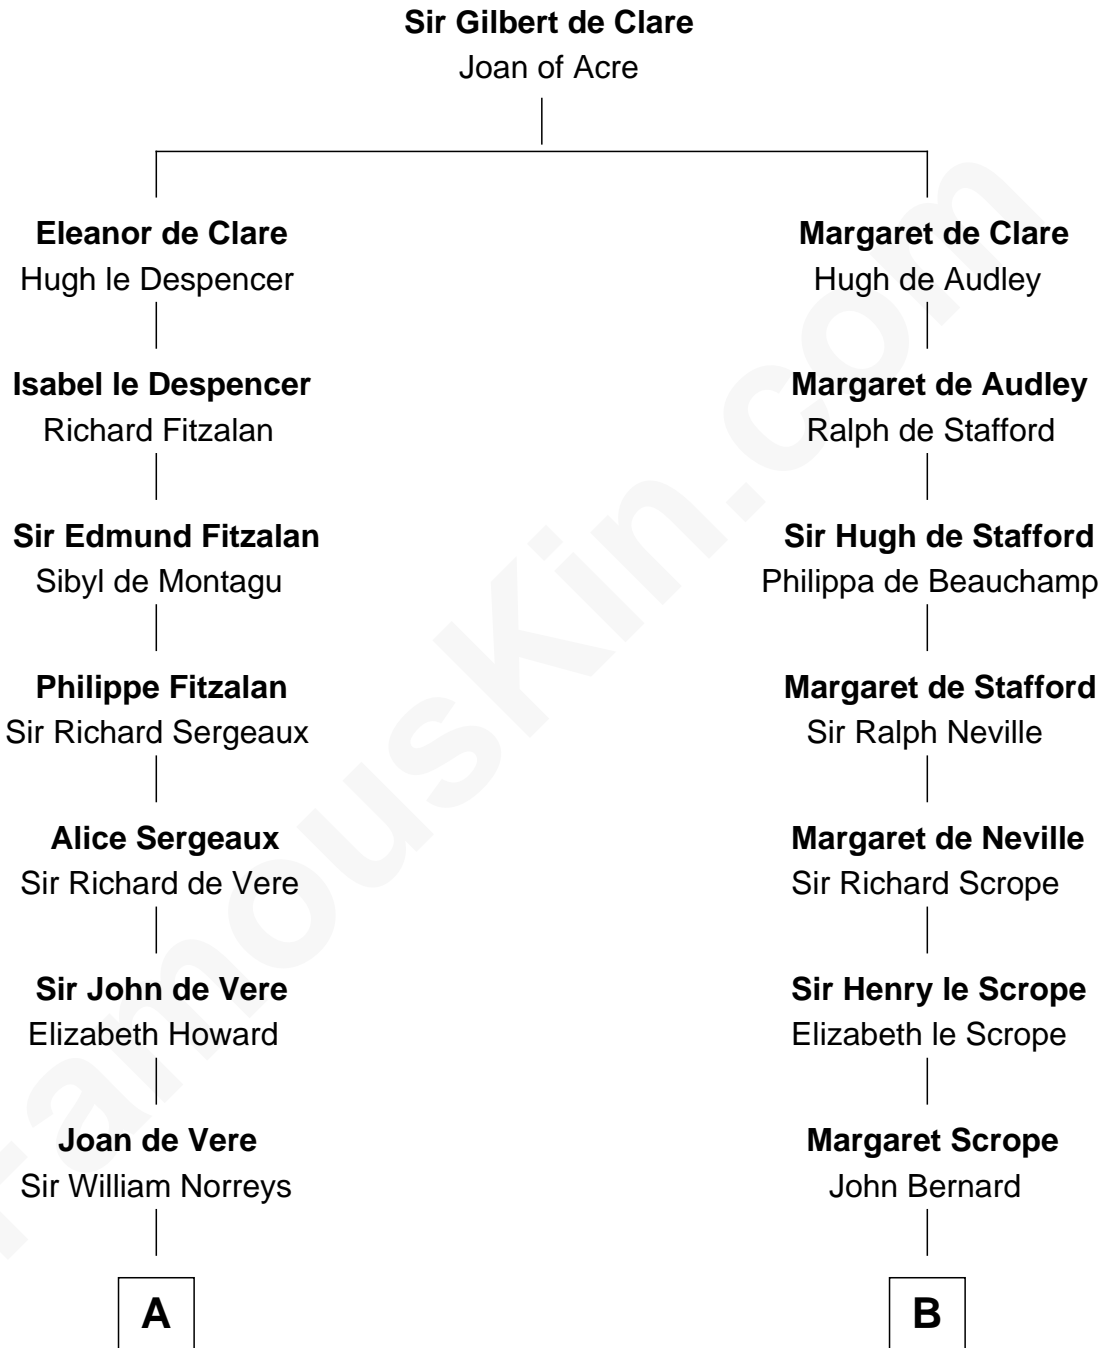 Sir Gilbert de Clare
Joan of Acre
Eleanor de Clare
Hugh le Despencer
Margaret de Clare
Hugh de Audley
Isabel le Despencer
Richard Fitzalan
Margaret de Audley
Ralph de Stafford
Sir Edmund Fitzalan
Sibyl de Montagu
Sir Hugh de Stafford
Philippa de Beauchamp
Philippe Fitzalan
Sir Richard Sergeaux
Margaret de Stafford
Sir Ralph Neville
Alice Sergeaux
Sir Richard de Vere
Margaret de Neville
Sir Richard Scrope
Sir John de Vere
Elizabeth Howard
Sir Henry le Scrope
Elizabeth le Scrope
Joan de Vere
Sir William Norreys
Margaret Scrope
John Bernard
A
B
FamousKin.com